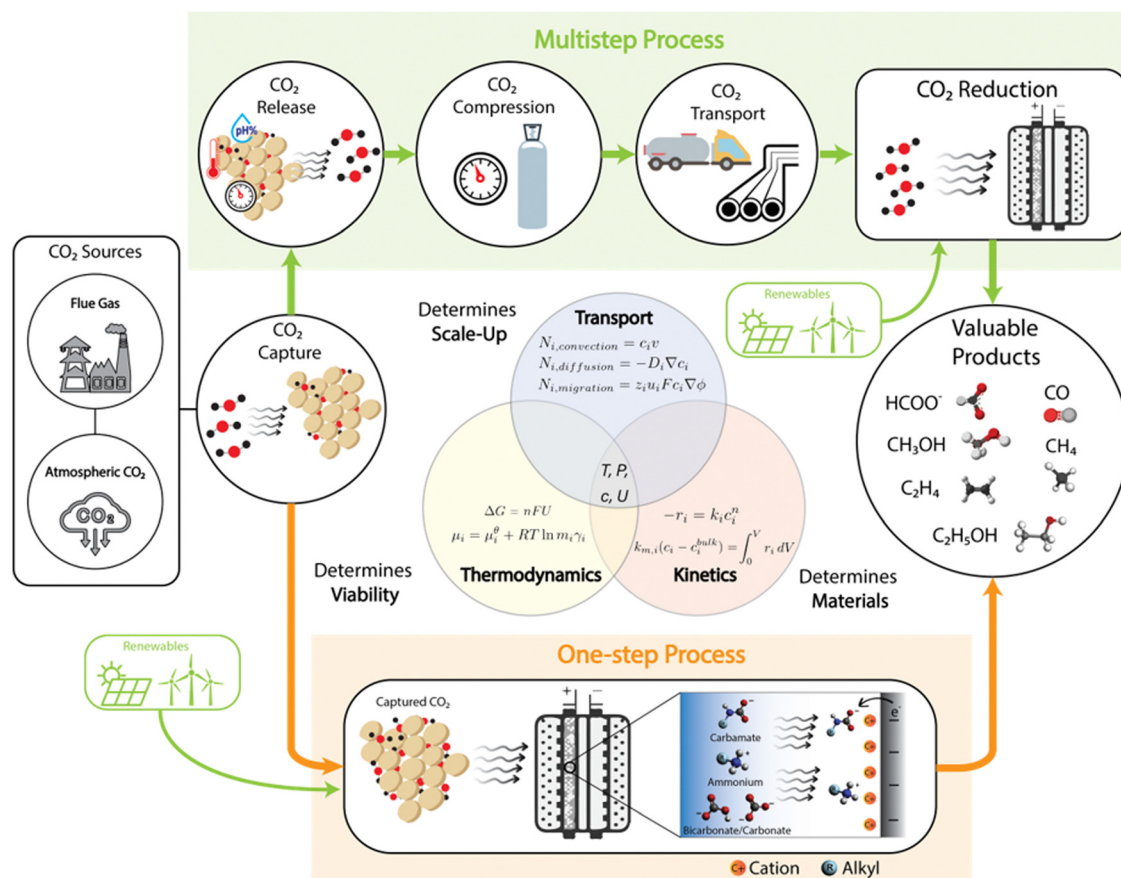 Multistep Process
CO₂
Release
pH%
CO₂
Compression
CO₂
Transport
CO₂ Reduction
+ −
CO₂ Sources
Flue Gas
Atmospheric CO₂
CO₂
CO₂
Capture
Renewables
Determines
Scale-Up
Transport
N_{i,convection} = c_i v
N_{i,diffusion} = −D_i∇c_i
N_{i,migration} = z_i u_i F c_i ∇ϕ
T, P,
c, U
ΔG = nFU
μ_i = μ_i^θ + RT ln m_i γ_i
Thermodynamics
−r_i = k_i c_i^n
k_{m,i}(c_i − c_i^{bulk}) = ∫_0^V r_i dV
Kinetics
Determines
Viability
Determines
Materials
Valuable
Products
HCOO⁻
CO
CH₃OH
CH₄
C₂H₄
C₂H₅OH
Renewables
One-step Process
Captured CO₂
+ −
Carbamate
Ammonium
Bicarbonate/Carbonate
e⁻
C+
C+
C+
C+
C+
C+ Cation
R Alkyl